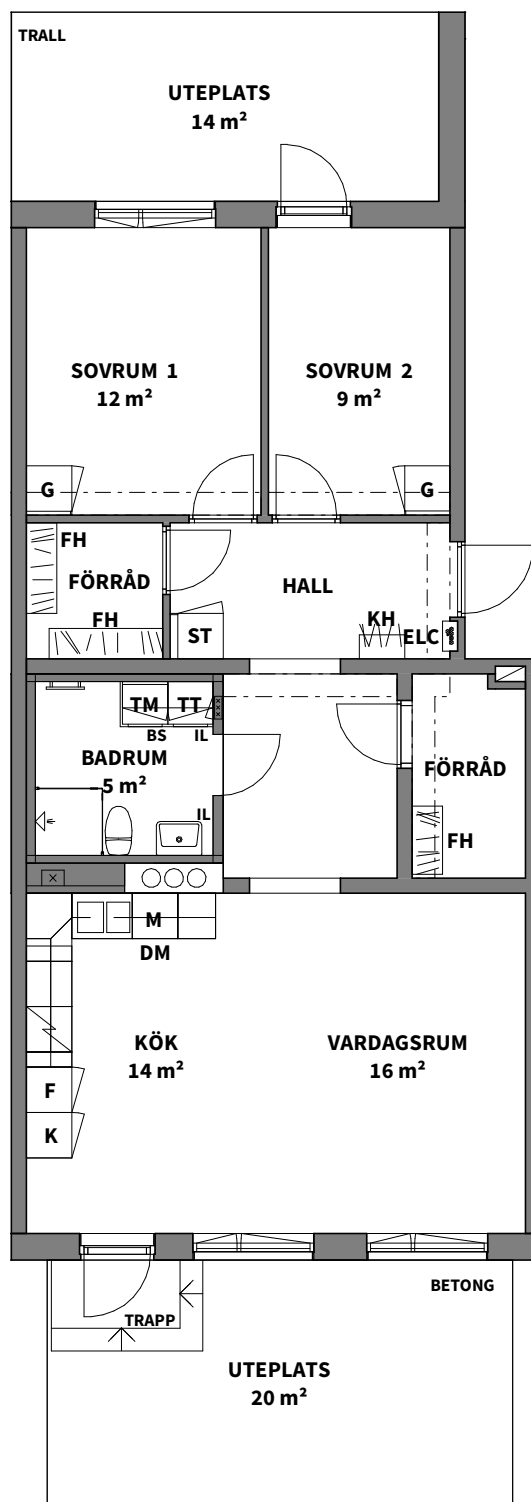 TRALL
UTEPLATS
14 m²
SOVRUM 1
12 m²
SOVRUM 2
9 m²
G
G
FH
FÖRRÅD
FH
HALL
ST
KH
ELC
TM
TT
BS
IL
BADRUM
5 m²
IL
FÖRRÅD
FH
M
DM
KÖK
14 m²
VARDAGSRUM
16 m²
F
K
BETONG
TRAPP
UTEPLATS
20 m²